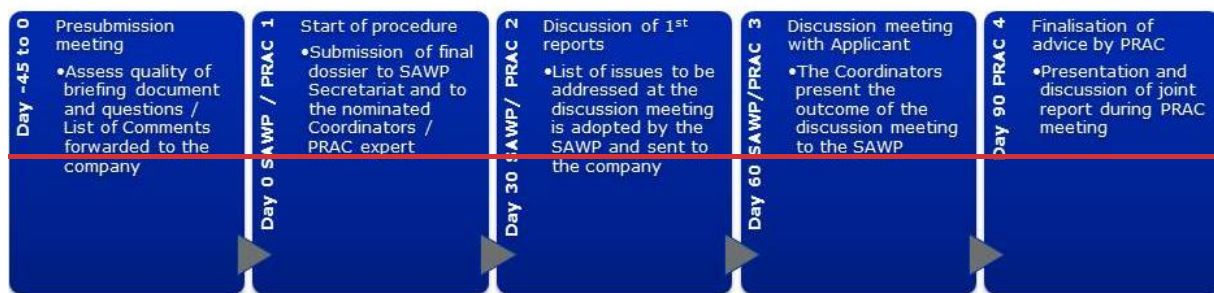 Day -45 to 0
Presubmission
meeting
•Assess quality of
briefing document
and questions /
List of Comments
forwarded to the
company
Day 0 SAWP / PRAC 1
Start of procedure
•Submission of final
dossier to SAWP
Secretariat and to
the nominated
Coordinators /
PRAC expert
Day 30 SAWP/ PRAC 2
Discussion of 1st
reports
•List of issues to be
addressed at the
discussion meeting
is adopted by the
SAWP and sent to
the company
Day 60 SAWP/PRAC 3
Discussion meeting
with Applicant
•The Coordinators
present the
outcome of the
discussion meeting
to the SAWP
Day 90 PRAC 4
Finalisation of
advice by PRAC
•Presentation and
discussion of joint
report during PRAC
meeting